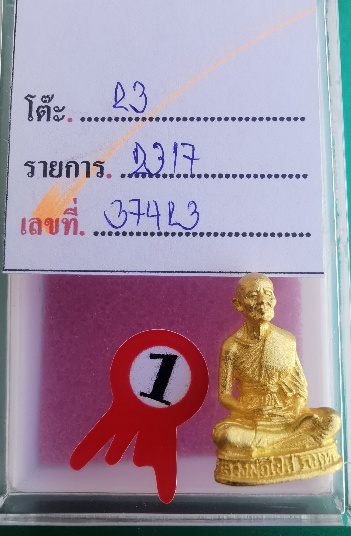 โต๊ะ. 23
รายการ. 2317
เลขที่. 37423
1